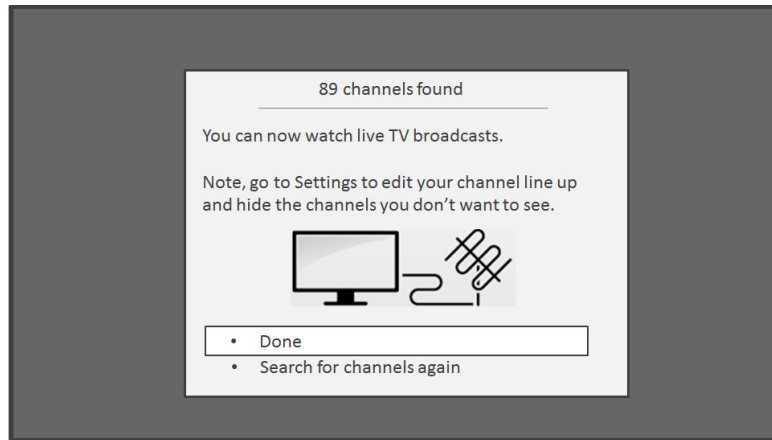 89 channels found
You can now watch live TV broadcasts.
Note, go to Settings to edit your channel line up
and hide the channels you don’t want to see.
• Done
• Search for channels again